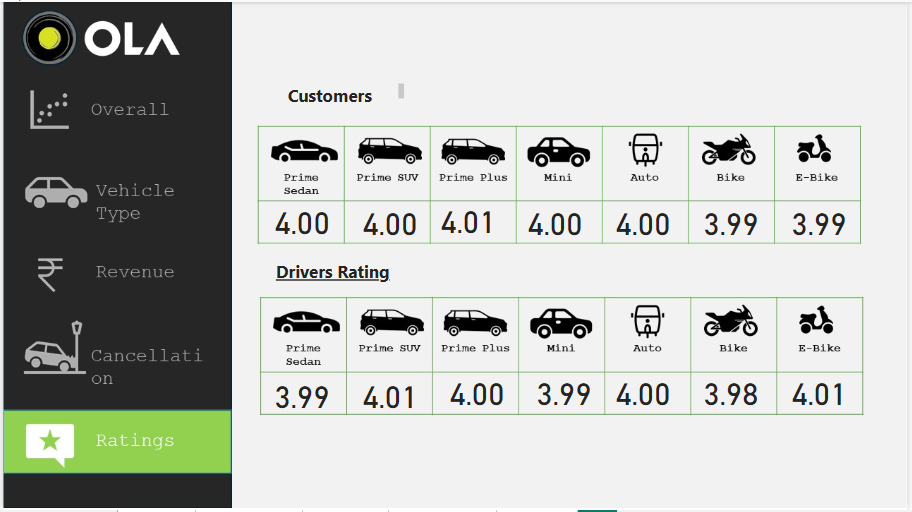 OLA
Overall
Vehicle
Type
Revenue
Cancellati
on
Ratings
Customers
Prime
Sedan
Prime SUV
Prime Plus
Mini
Auto
Bike
E-Bike
4.00
4.00
4.01
4.00
4.00
3.99
3.99
Drivers Rating
Prime
Sedan
Prime SUV
Prime Plus
Mini
Auto
Bike
E-Bike
3.99
4.01
4.00
3.99
4.00
3.98
4.01